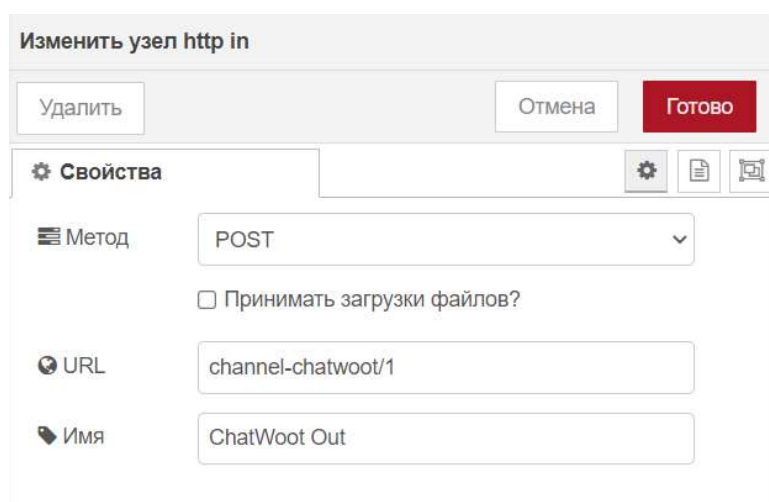 Изменить узел http in
Удалить Отмена Готово
Свойства
Метод POST
Принимать загрузки файлов?
URL channel-chatwoot/1
Имя ChatWoot Out